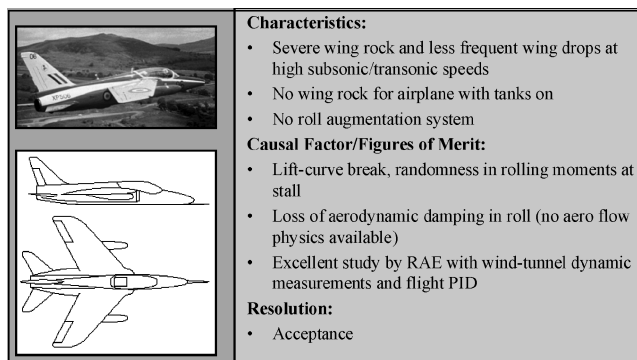 Characteristics:
• Severe wing rock and less frequent wing drops at
high subsonic/transonic speeds
• No wing rock for airplane with tanks on
• No roll augmentation system
Causal Factor/Figures of Merit:
• Lift-curve break, randomness in rolling moments at
stall
• Loss of aerodynamic damping in roll (no aero flow
physics available)
• Excellent study by RAE with wind-tunnel dynamic
measurements and flight PID
Resolution:
• Acceptance